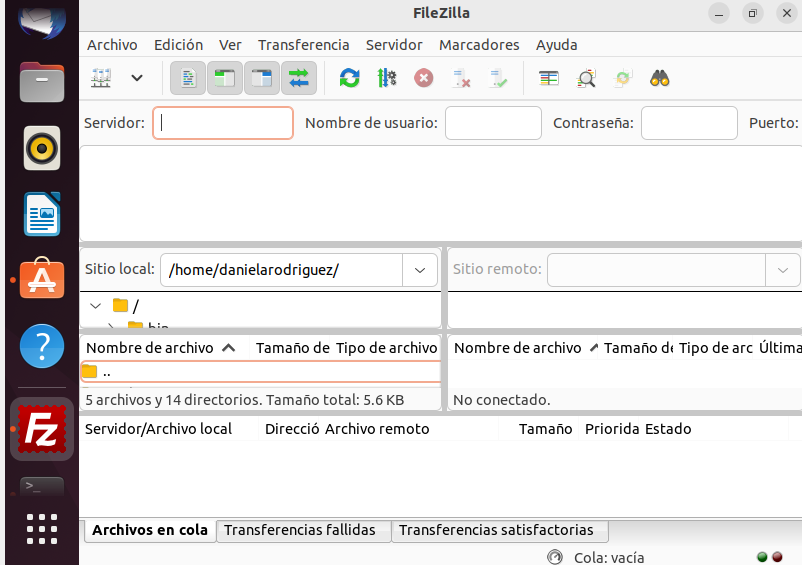 FileZilla
Archivo Edición Ver Transferencia Servidor Marcadores Ayuda
Servidor: Nombre de usuario: Contraseña: Puerto:
Sitio local: /home/danielarodriguez/ Sitio remoto:
/
bin
Nombre de archivo Tamaño de Tipo de archivo Nombre de archivo Tamaño de Tipo de arc Última
..
5 archivos y 14 directorios. Tamaño total: 5.6 KB No conectado.
Servidor/Archivo local Direcció Archivo remoto Tamaño Priorida Estado
Archivos en cola Transferencias fallidas Transferencias satisfactorias
Cola: vacía